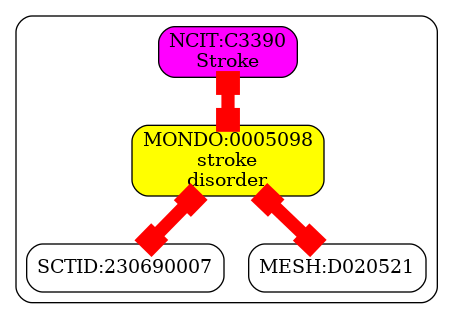 NCIT:C3390
Stroke
MONDO:0005098
stroke
disorder
SCTID:230690007
MESH:D020521